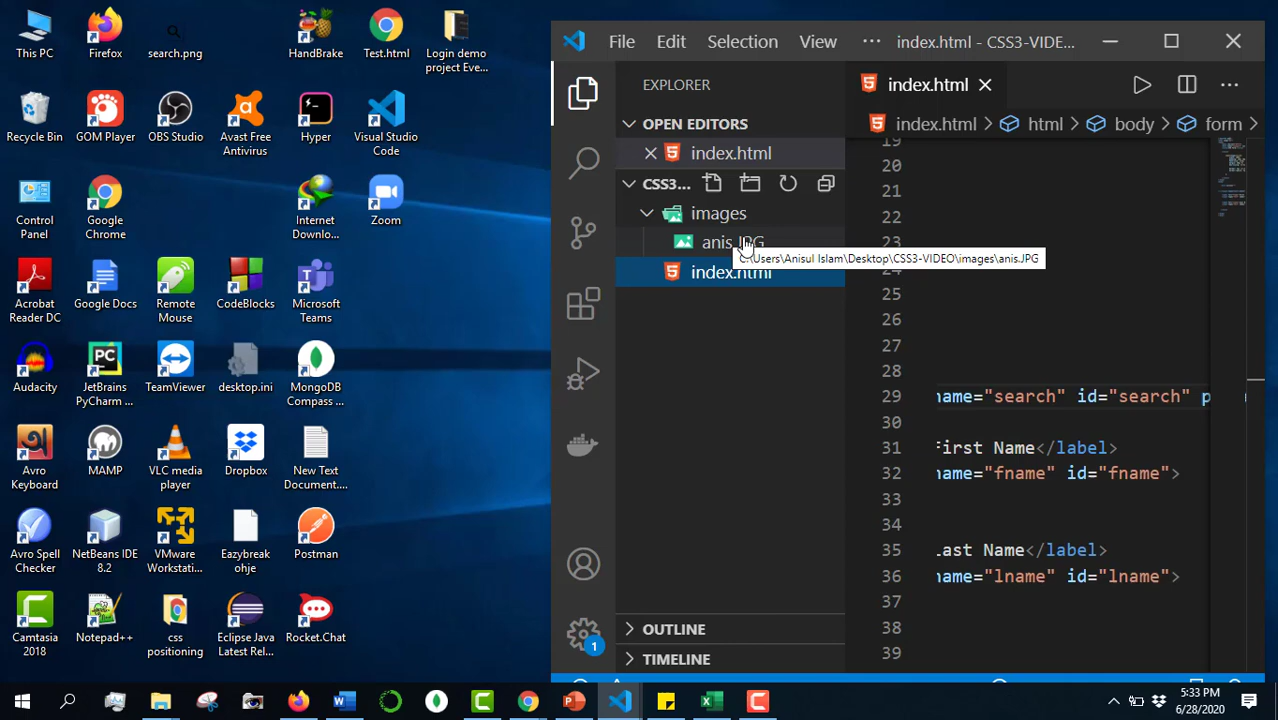 This PC
Firefox
search.png
HandBrake
Test.html
Login demo
project Eve...
Recycle Bin
GOM Player
OBS Studio
Avast Free
Antivirus
Hyper
Visual Studio
Code
Control
Panel
Google
Chrome
Internet
Downlo...
Zoom
Acrobat
Reader DC
Google Docs
Remote
Mouse
CodeBlocks
Microsoft
Teams
Audacity
JetBrains
PyCharm ...
TeamViewer
desktop.ini
MongoDB
Compass ...
Avro
Keyboard
MAMP
VLC media
player
Dropbox
New Text
Document....
Avro Spell
Checker
NetBeans IDE
8.2
VMware
Workstati...
Eazybreak
ohje
Postman
Camtasia
2018
Notepad++
css
positioning
Eclipse Java
Latest Rel...
Rocket.Chat
File Edit Selection View ··· index.html - CSS3-VIDE...
EXPLORER
OPEN EDITORS
index.html
CSS3...
images
anis.JPG
C:\Users\Anisul Islam\Desktop\CSS3-VIDEO\images\anis.JPG
index.html
OUTLINE
TIMELINE
1
index.html
index.html > html > body > form >
19
20
21
22
23
24
25
26
27
28
29 name="search" id="search" p
30
31 First Name</label>
32 name="fname" id="fname">
33
34
35 Last Name</label>
36 name="lname" id="lname">
37
38
39
5:33 PM
6/28/2020